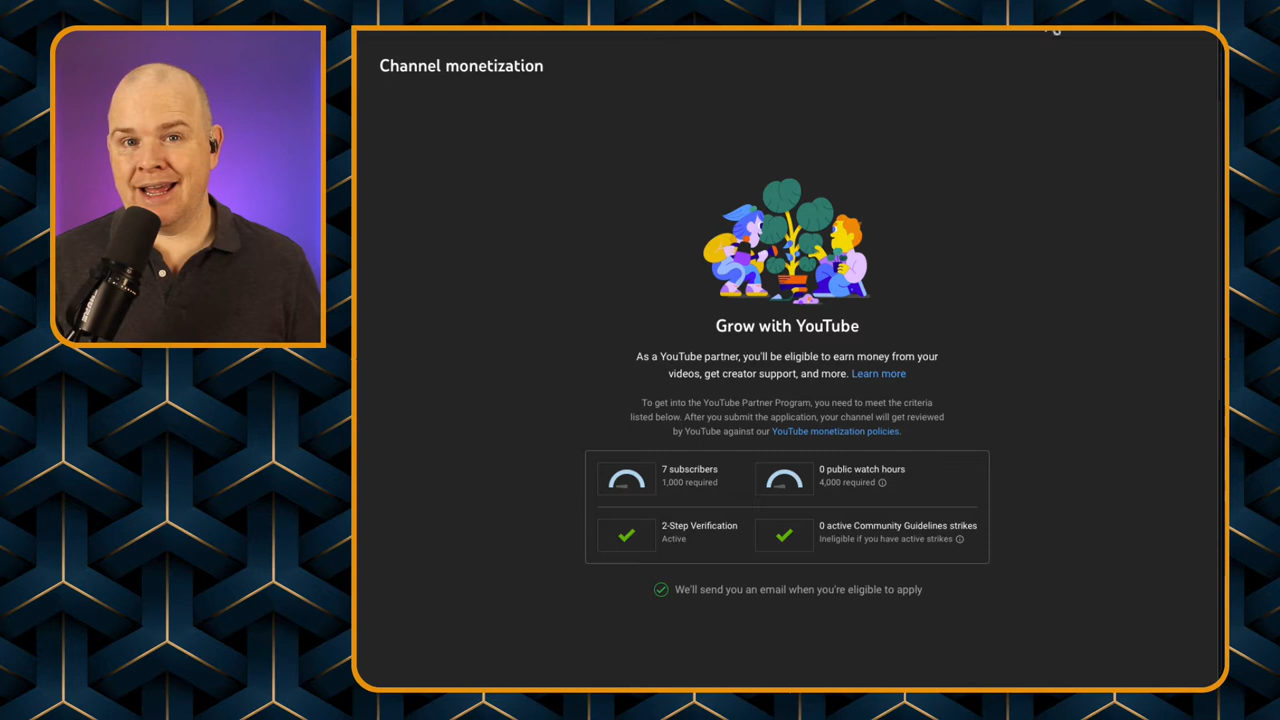 Channel monetization
Grow with YouTube
As a YouTube partner, you'll be eligible to earn money from your
videos, get creator support, and more. Learn more
To get into the YouTube Partner Program, you need to meet the criteria
listed below. After you submit the application, your channel will get reviewed
by YouTube against our YouTube monetization policies.
7 subscribers
1,000 required
0 public watch hours
4,000 required
2-Step Verification
Active
0 active Community Guidelines strikes
Ineligible if you have active strikes
We'll send you an email when you're eligible to apply